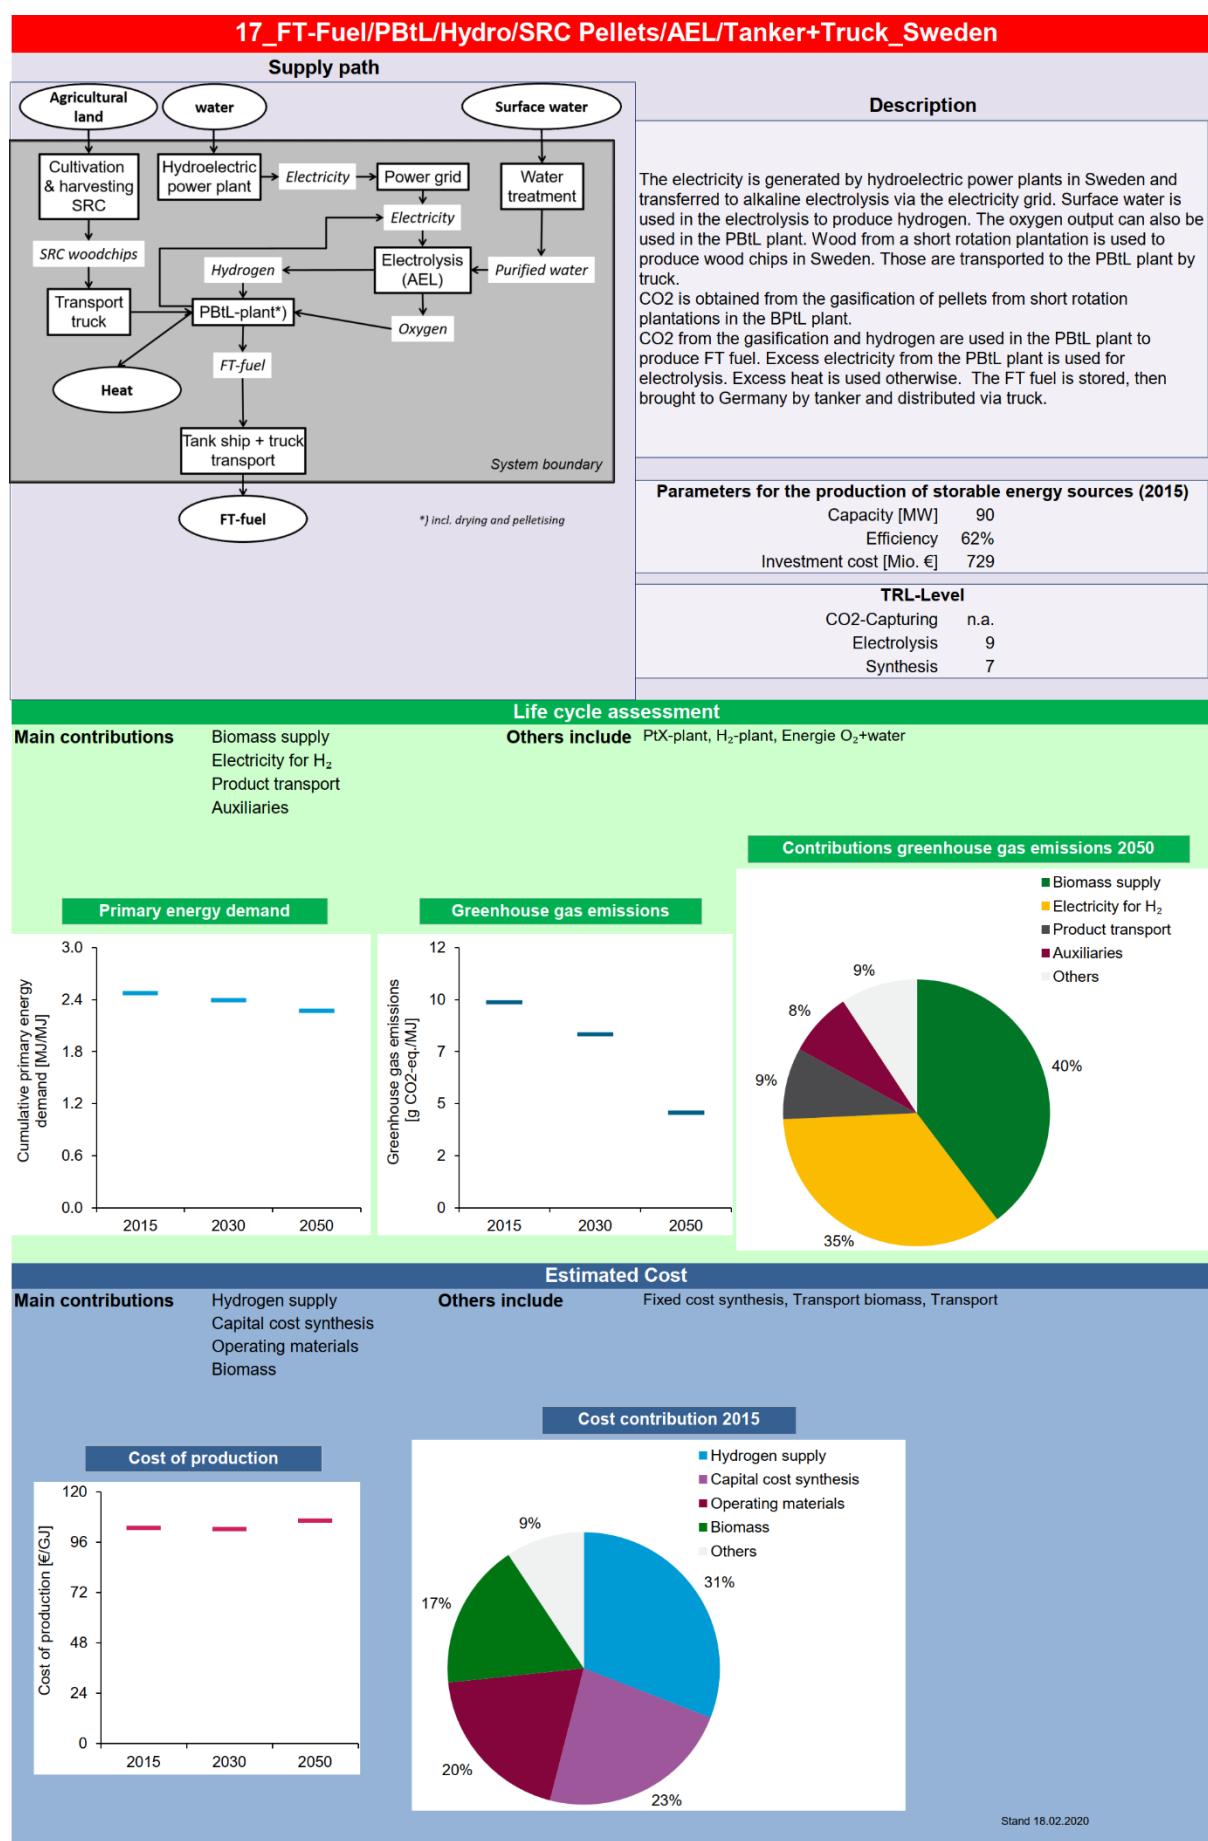 17_FT-Fuel/PBtL/Hydro/SRC Pellets/AEL/Tanker+Truck_Sweden
Supply path
Agricultural
land
water
Surface water
Cultivation
& harvesting
SRC
Hydroelectric
power plant
Electricity
Power grid
Water
treatment
Electricity
SRC woodchips
Hydrogen
Electrolysis
(AEL)
Purified water
Transport
truck
PBtL-plant*)
Oxygen
FT-fuel
Heat
Tank ship + truck
transport
System boundary
FT-fuel
*) incl. drying and pelletising
Description
The electricity is generated by hydroelectric power plants in Sweden and
transferred to alkaline electrolysis via the electricity grid. Surface water is
used in the electrolysis to produce hydrogen. The oxygen output can also be
used in the PBtL plant. Wood from a short rotation plantation is used to
produce wood chips in Sweden. Those are transported to the PBtL plant by
truck.
CO2 is obtained from the gasification of pellets from short rotation
plantations in the BPtL plant.
CO2 from the gasification and hydrogen are used in the PBtL plant to
produce FT fuel. Excess electricity from the PBtL plant is used for
electrolysis. Excess heat is used otherwise.  The FT fuel is stored, then
brought to Germany by tanker and distributed via truck.
Parameters for the production of storable energy sources (2015)
Capacity [MW] 90
Efficiency 62%
Investment cost [Mio. €] 729
TRL-Level
CO2-Capturing n.a.
Electrolysis 9
Synthesis 7
Life cycle assessment
Main contributions Biomass supply Others include PtX-plant, H₂-plant, Energie O₂+water
Electricity for H₂
Product transport
Auxiliaries
Primary energy demand
Cumulative primary energy
demand [MJ/MJ]
3.0
2.4
1.8
1.2
0.6
0.0
2015 2030 2050
Greenhouse gas emissions
Greenhouse gas emissions
[g CO2-eq./MJ]
12
10
7
5
2
0
2015 2030 2050
Contributions greenhouse gas emissions 2050
Biomass supply
Electricity for H₂
Product transport
Auxiliaries
Others
9%
8%
40%
9%
35%
Estimated Cost
Main contributions Hydrogen supply Others include Fixed cost synthesis, Transport biomass, Transport
Capital cost synthesis
Operating materials
Biomass
Cost of production
Cost of production [€/GJ]
120
96
72
48
24
0
2015 2030 2050
Cost contribution 2015
Hydrogen supply
Capital cost synthesis
Operating materials
Biomass
Others
9%
31%
17%
20%
23%
Stand 18.02.2020